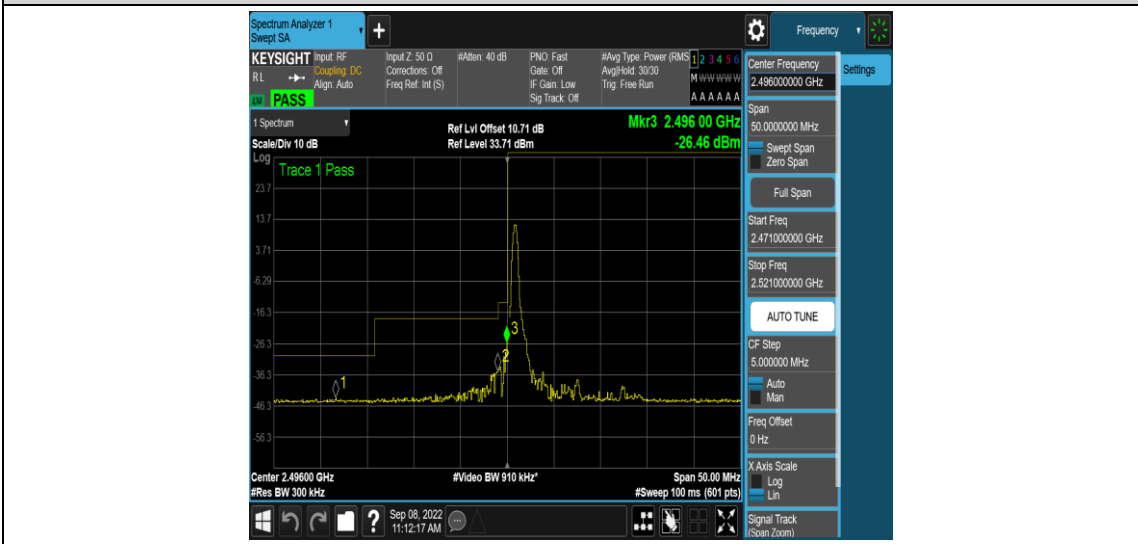 Spectrum Analyzer 1
Swept SA
+
Frequency
KEYSIGHT
RL
PASS
Input: RF
Coupling: DC
Align: Auto
Input Z: 50 Ω
Corrections: Off
Freq Ref: Int (S)
#Atten: 40 dB
PNO: Fast
Gate: Off
IF Gain: Low
Sig Track: Off
#Avg Type: Power (RMS
Avg|Hold: 30/30
Trig: Free Run
1 2 3 4 5 6
M W W W W W
A A A A A A
1 Spectrum
Scale/Div 10 dB
Ref Lvl Offset 10.71 dB
Ref Level 33.71 dBm
Mkr3 2.496 00 GHz
-26.46 dBm
Log
Trace 1 Pass
23.7
13.7
3.71
-6.29
-16.3
-26.3
-36.3
-46.3
-56.3
1
2
3
Center 2.49600 GHz
#Res BW 300 kHz
#Video BW 910 kHz*
Span 50.00 MHz
#Sweep 100 ms (601 pts)
?
Sep 08, 2022
11:12:17 AM
Center Frequency
2.496000000 GHz
Settings
Span
50.0000000 MHz
Swept Span
Zero Span
Full Span
Start Freq
2.471000000 GHz
Stop Freq
2.521000000 GHz
AUTO TUNE
CF Step
5.000000 MHz
Auto
Man
Freq Offset
0 Hz
X Axis Scale
Log
Lin
Signal Track
(Span Zoom)